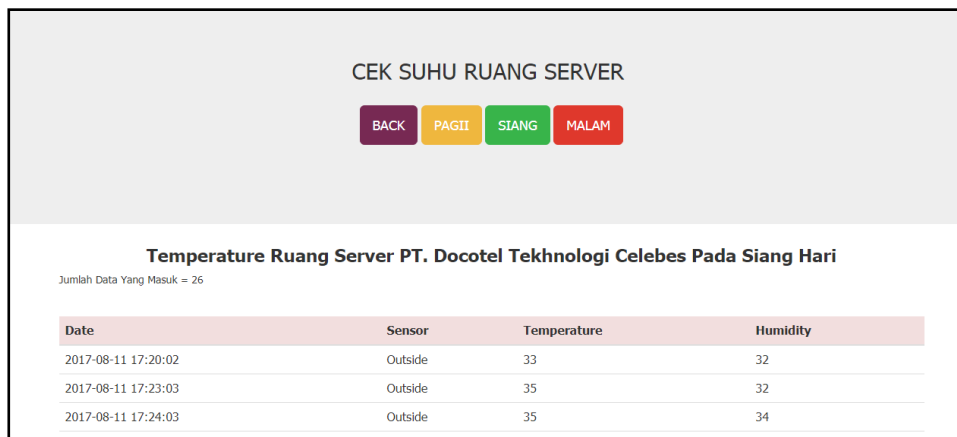 CEK SUHU RUANG SERVER
BACK PAGII SIANG MALAM
Temperature Ruang Server PT. Docotel Tekhnologi Celebes Pada Siang Hari
Jumlah Data Yang Masuk = 26
Date Sensor Temperature Humidity
2017-08-11 17:20:02 Outside 33 32
2017-08-11 17:23:03 Outside 35 32
2017-08-11 17:24:03 Outside 35 34